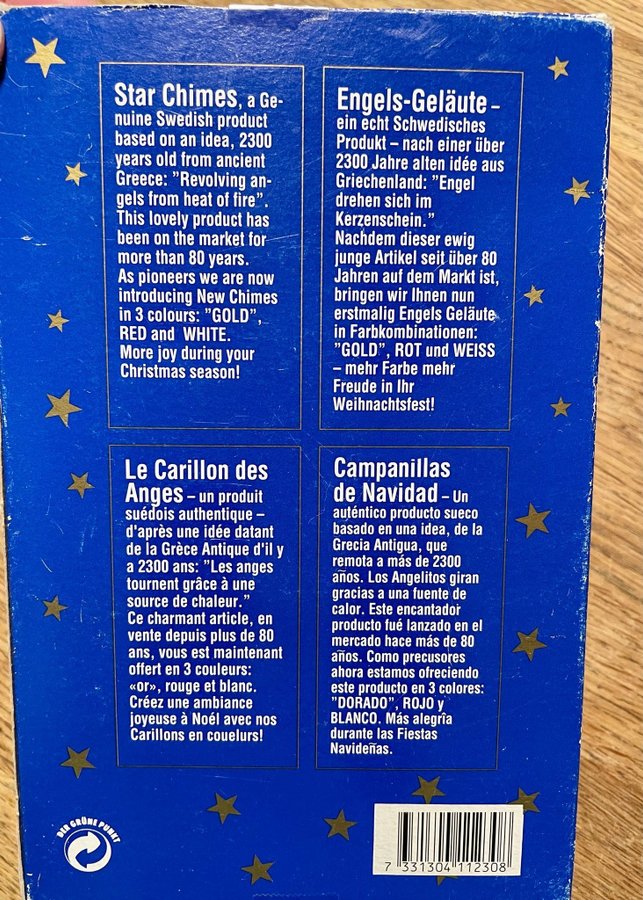 Star Chimes, a Ge-
nuine Swedish product
based on an idea, 2300
years old from ancient
Greece: ”Revolving an-
gels from heat of fire”.
This lovely product has
been on the market for
more than 80 years.
As pioneers we are now
introducing New Chimes
in 3 colours: ”GOLD”,
RED and WHITE.
More joy during your
Christmas season!
Engels-Geläute –
ein echt Schwedisches
Produkt – nach einer über
2300 Jahre alten idée aus
Griechenland: ”Engel
drehen sich im
Kerzenschein.”
Nachdem dieser ewig
junge Artikel seit über 80
Jahren auf dem Markt ist,
bringen wir Ihnen nun
erstmalig Engels Geläute
in Farbkombinationen:
”GOLD”, ROT und WEISS
– mehr Farbe mehr
Freude in Ihr
Weihnachtsfest!
Le Carillon des
Anges – un produit
suédois authentique –
d'après une idée datant
de la Grèce Antique d'il y
a 2300 ans: ”Les anges
tournent grâce à une
source de chaleur.”
Ce charmant article, en
vente depuis plus de 80
ans, vous est maintenant
offert en 3 couleurs:
«or», rouge et blanc.
Créez une ambiance
joyeuse à Noél avec nos
Carillons en couelurs!
Campanillas
de Navidad – Un
auténtico producto sueco
basado en una idea, de la
Grecia Antigua, que
remota a más de 2300
años. Los Angelitos giran
gracias a una fuente de
calor. Este encantador
producto fué lanzado en el
mercado hace más de 80
años. Como precusores
ahora estamos ofreciendo
este producto en 3 colores:
”DORADO”, ROJO y
BLANCO. Más alegrîa
durante las Fiestas
Navideñas.
DER GRÜNE PUNKT
7 331304 112308